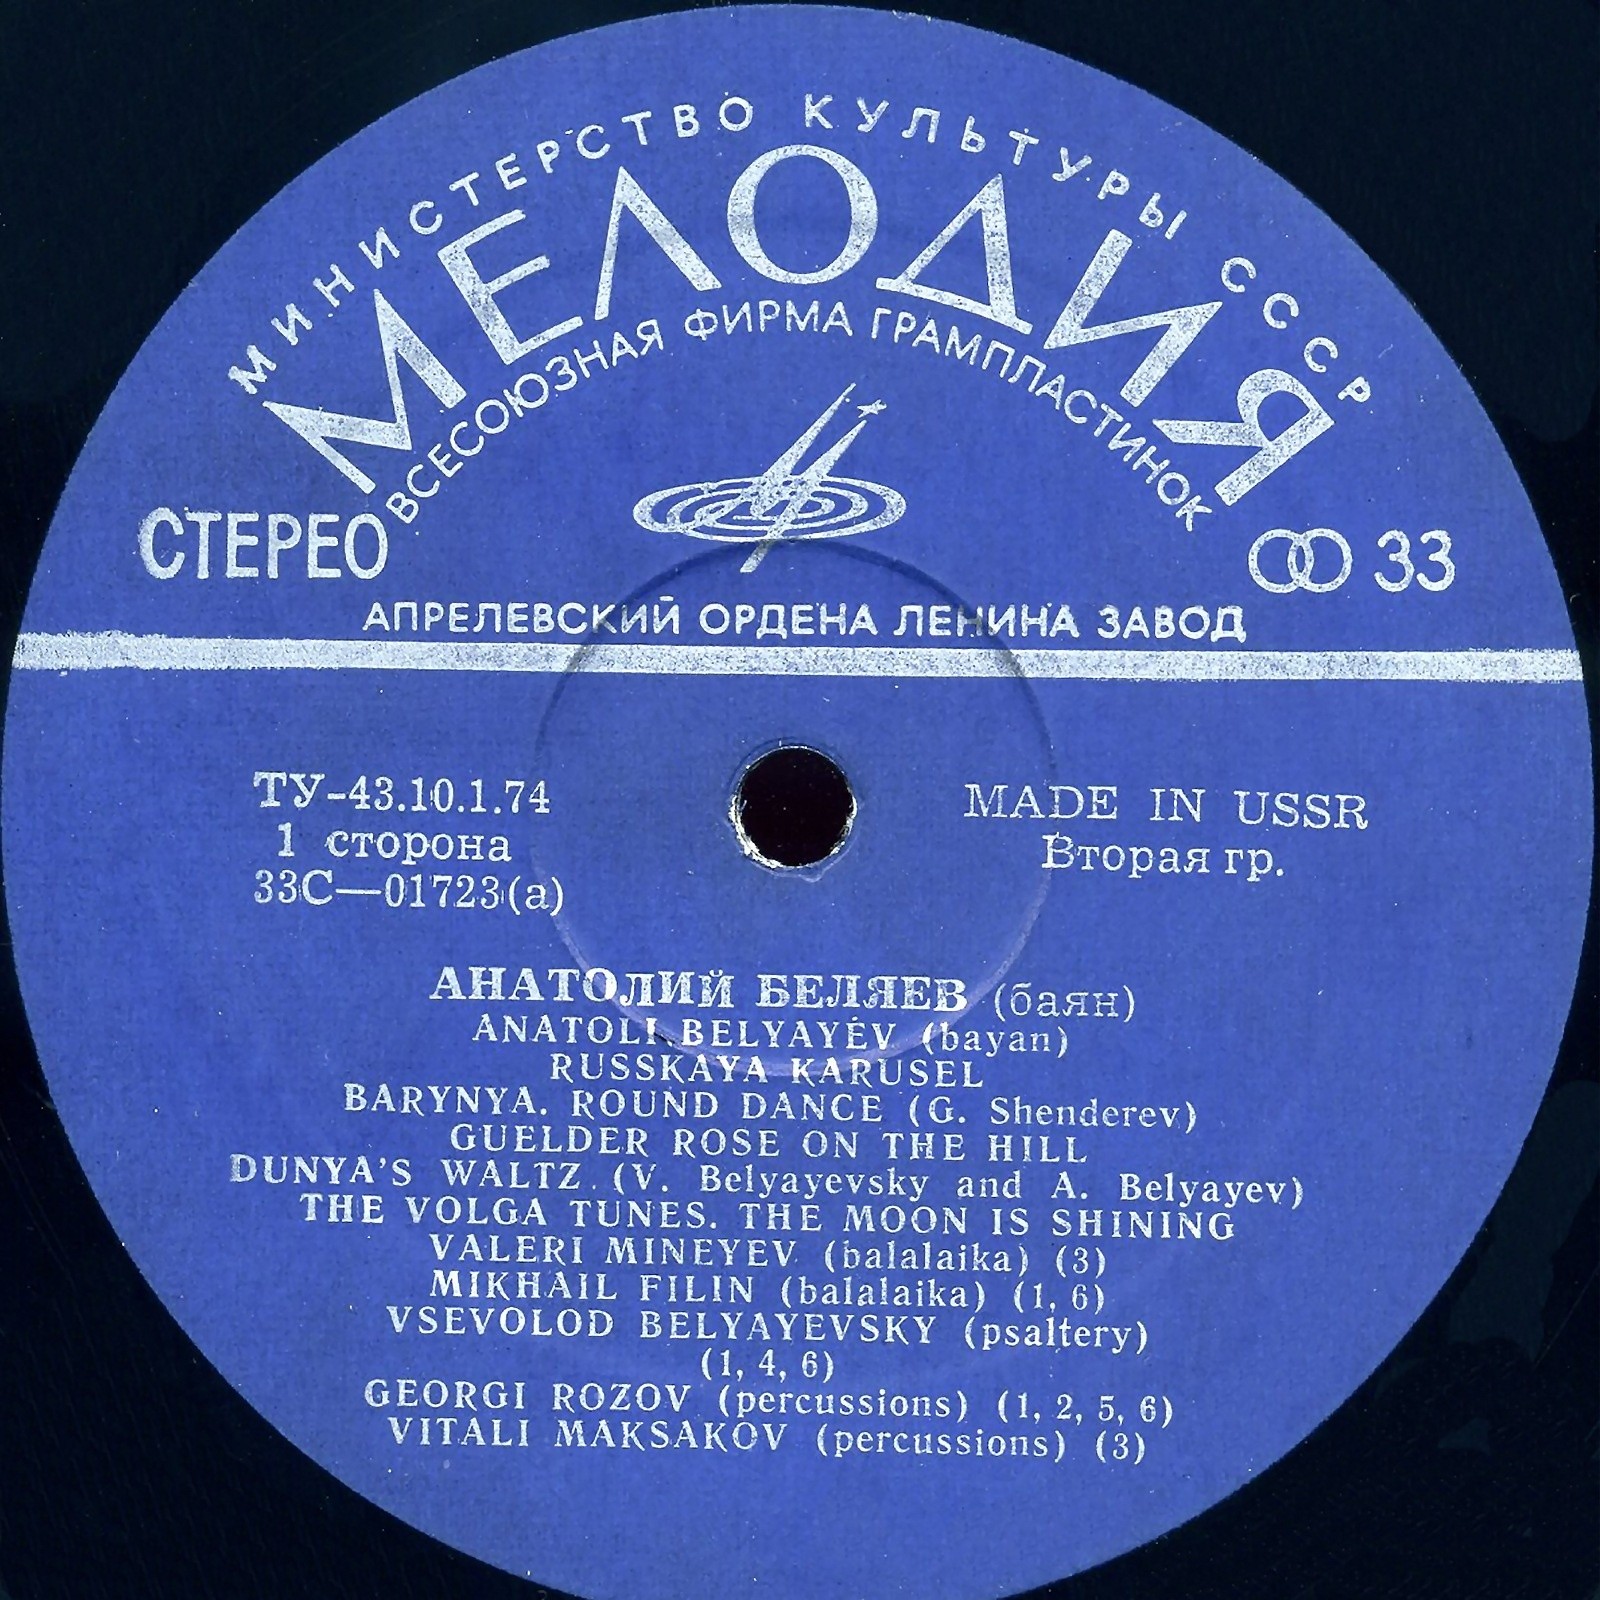 МИНИСТЕРСТВО КУЛЬТУРЫ СССР
МЕЛОДИЯ
ВСЕСОЮЗНАЯ ФИРМА ГРАМПЛАСТИНОК
СТЕРЕО
33
АПРЕЛЕВСКИЙ ОРДЕНА ЛЕНИНА ЗАВОД
ТУ-43.10.1.74
1 сторона
33С—01723(а)
MADE IN USSR
Вторая гр.
АНАТОЛИЙ БЕЛЯЕВ (баян)
ANATOLI BELYAYEV (bayan)
RUSSKAYA KARUSEL
BARYNYA. ROUND DANCE (G. Shenderev)
GUELDER ROSE ON THE HILL
DUNYA'S WALTZ (V. Belyayevsky and A. Belyayev)
THE VOLGA TUNES. THE MOON IS SHINING
VALERI MINEYEV (balalaika) (3)
MIKHAIL FILIN (balalaika) (1, 6)
VSEVOLOD BELYAYEVSKY (psaltery)
(1, 4, 6)
GEORGI ROZOV (percussions) (1, 2, 5, 6)
VITALI MAKSAKOV (percussions) (3)